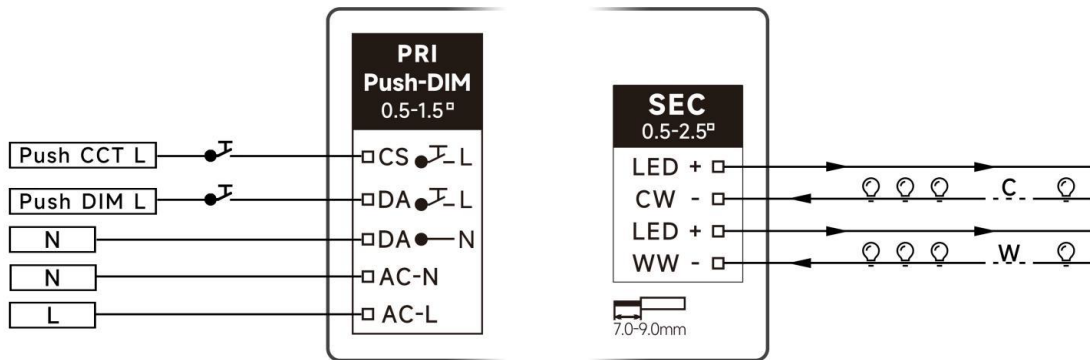 PRI
Push-DIM
0.5-1.5□
Push CCT L
CS L
Push DIM L
DA L
N
DA N
N
AC-N
L
AC-L
SEC
0.5-2.5□
LED +
CW -
C
LED +
WW -
W
7.0-9.0mm